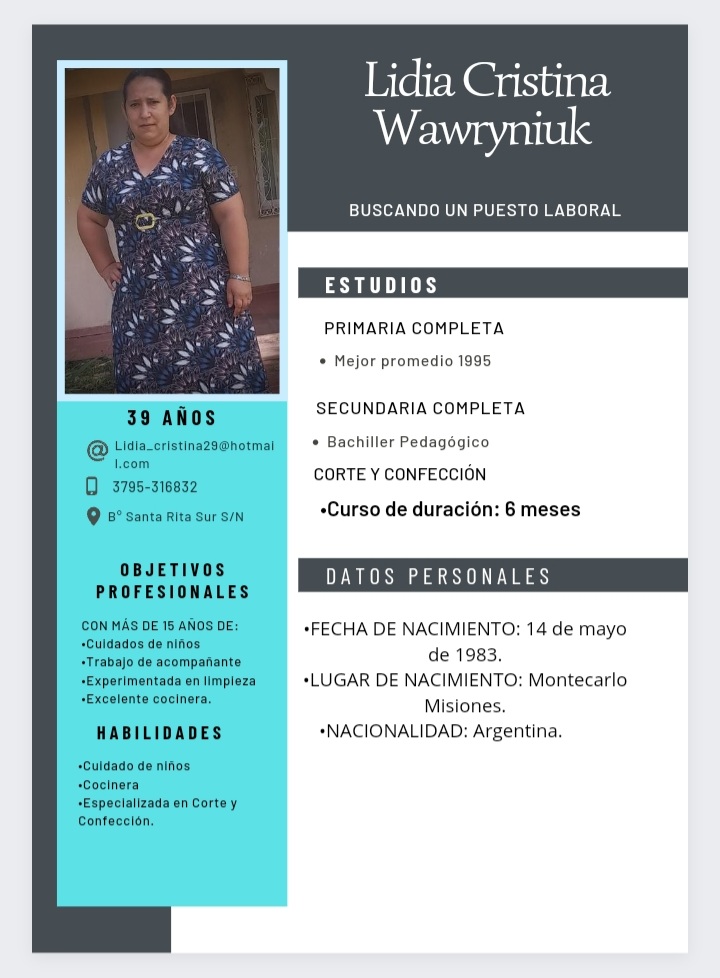 Lidia Cristina
Wawryniuk
BUSCANDO UN PUESTO LABORAL
39 AÑOS
Lidia_cristina29@hotmai
l.com
3795-316832
B° Santa Rita Sur S/N
OBJETIVOS
PROFESIONALES
CON MÁS DE 15 AÑOS DE:
•Cuidados de niños
•Trabajo de acompañante
•Experimentada en limpieza
•Excelente cocinera.
HABILIDADES
•Cuidado de niños
•Cocinera
•Especializada en Corte y
Confección.
ESTUDIOS
PRIMARIA COMPLETA
• Mejor promedio 1995
SECUNDARIA COMPLETA
• Bachiller Pedagógico
CORTE Y CONFECCIÓN
•Curso de duración: 6 meses
DATOS PERSONALES
•FECHA DE NACIMIENTO: 14 de mayo
de 1983.
•LUGAR DE NACIMIENTO: Montecarlo
Misiones.
•NACIONALIDAD: Argentina.